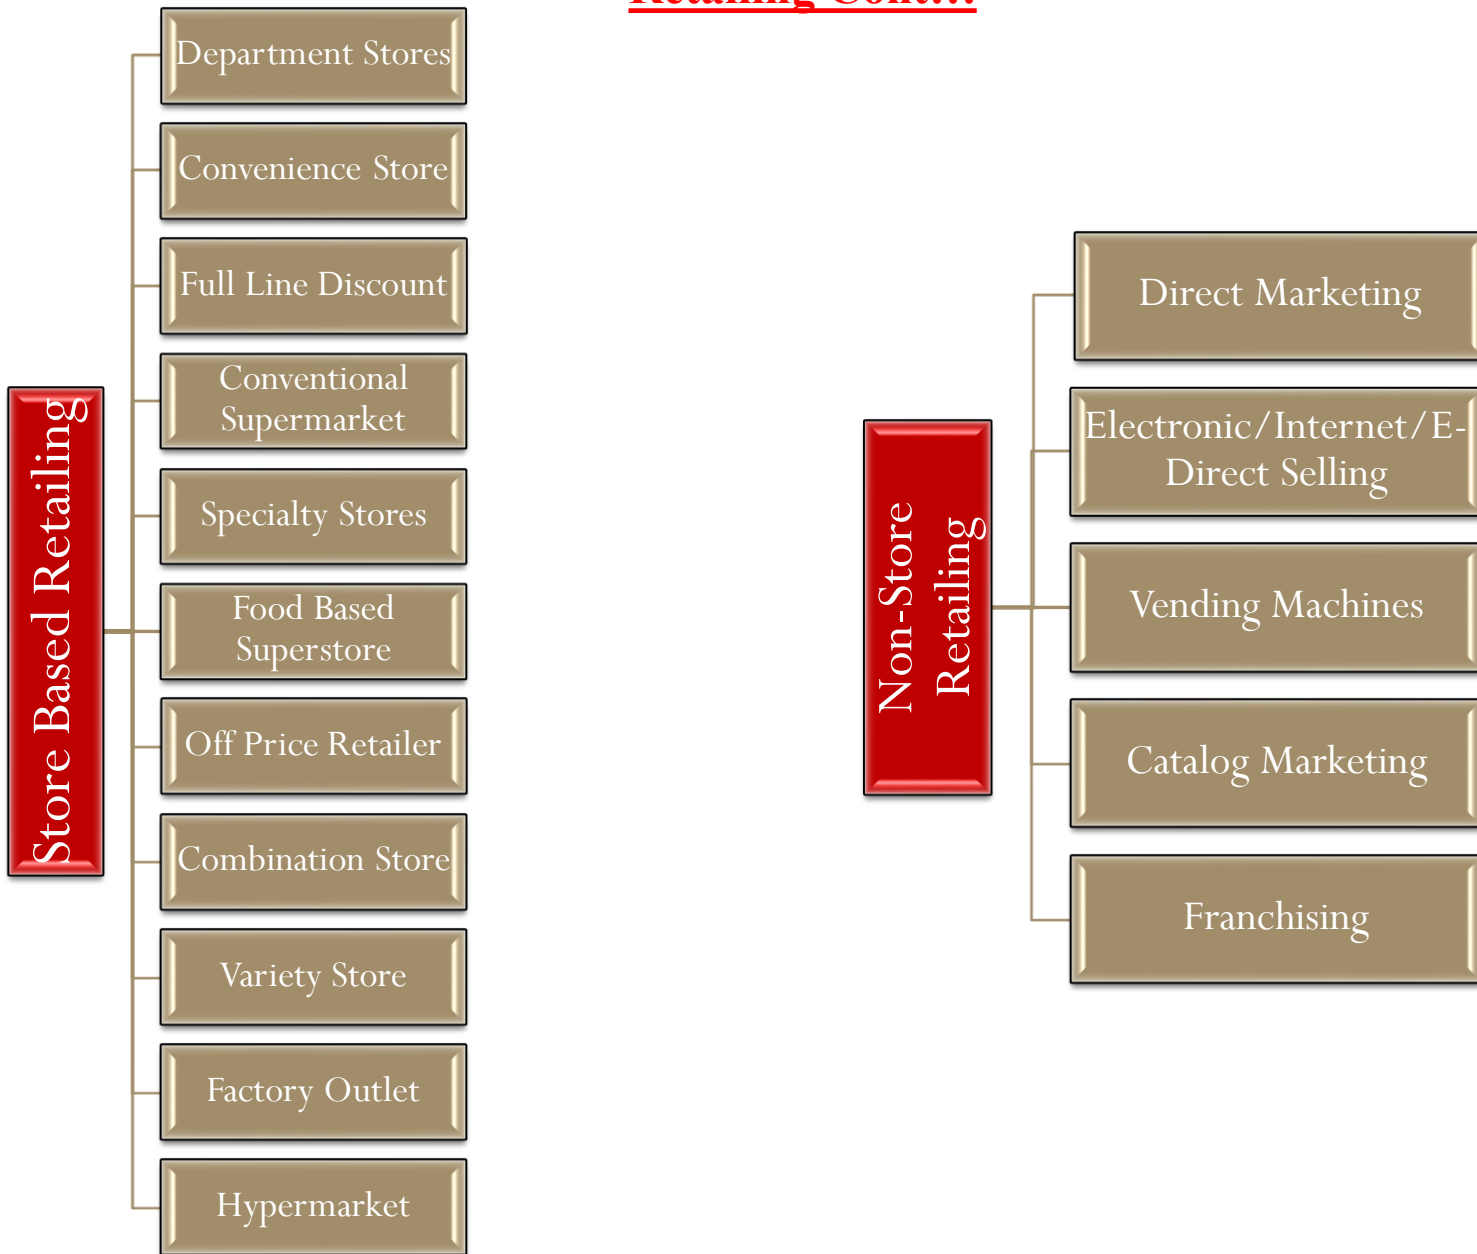 Retailing Cont...
Store Based Retailing
Department Stores
Convenience Store
Full Line Discount
Conventional
Supermarket
Specialty Stores
Food Based
Superstore
Off Price Retailer
Combination Store
Variety Store
Factory Outlet
Hypermarket
Non-Store
Retailing
Direct Marketing
Electronic/Internet/E-
Direct Selling
Vending Machines
Catalog Marketing
Franchising